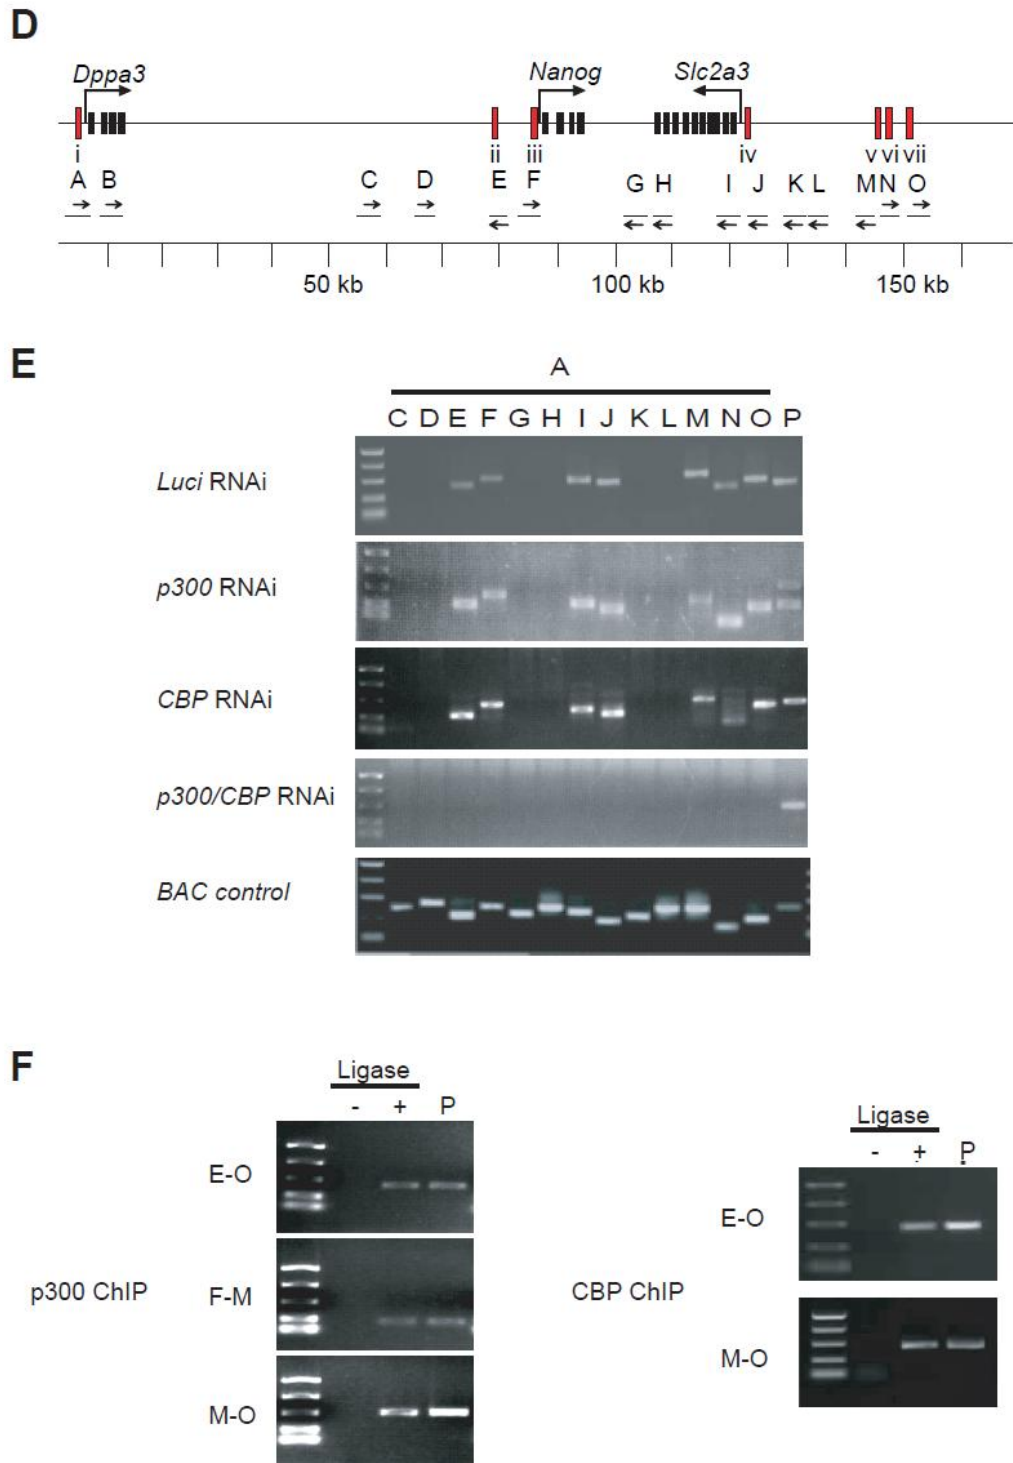 D
Dppa3 Nanog Slc2a3
i ii iii iv v vi vii
A B C D E F G H I J K L M N O
50 kb 100 kb 150 kb
E
A
C D E F G H I J K L M N O P
Luci RNAi
p300 RNAi
CBP RNAi
p300/CBP RNAi
BAC control
F
Ligase
- + P
E-O
p300 ChIP
F-M
M-O
Ligase
- + P
E-O
CBP ChIP
M-O